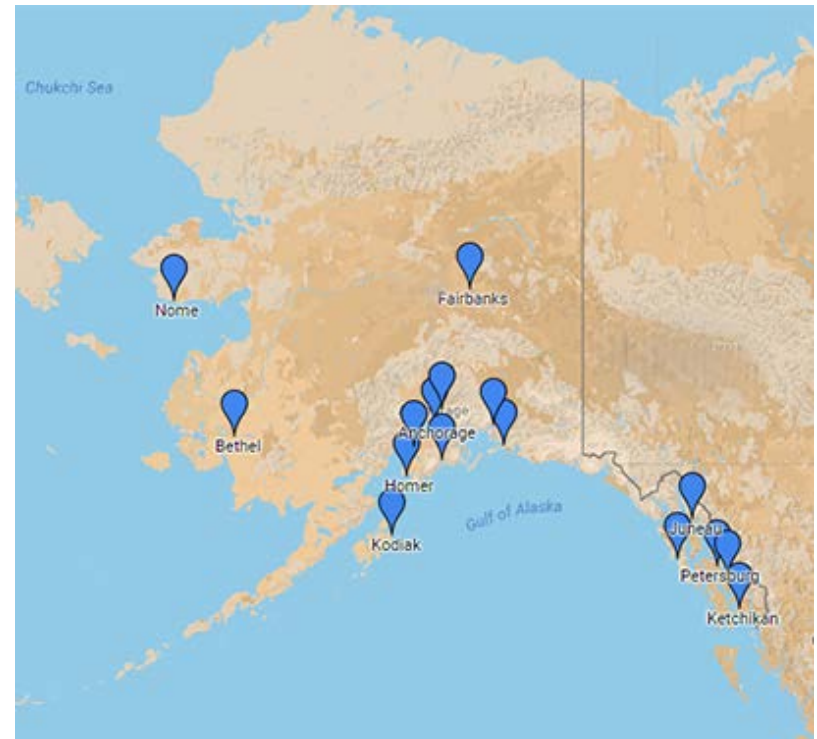 Chukchi Sea
Nome
Fairbanks
Bethel
Anchorage
Homer
Gulf of Alaska
Kodiak
Juneau
Petersburg
Ketchikan